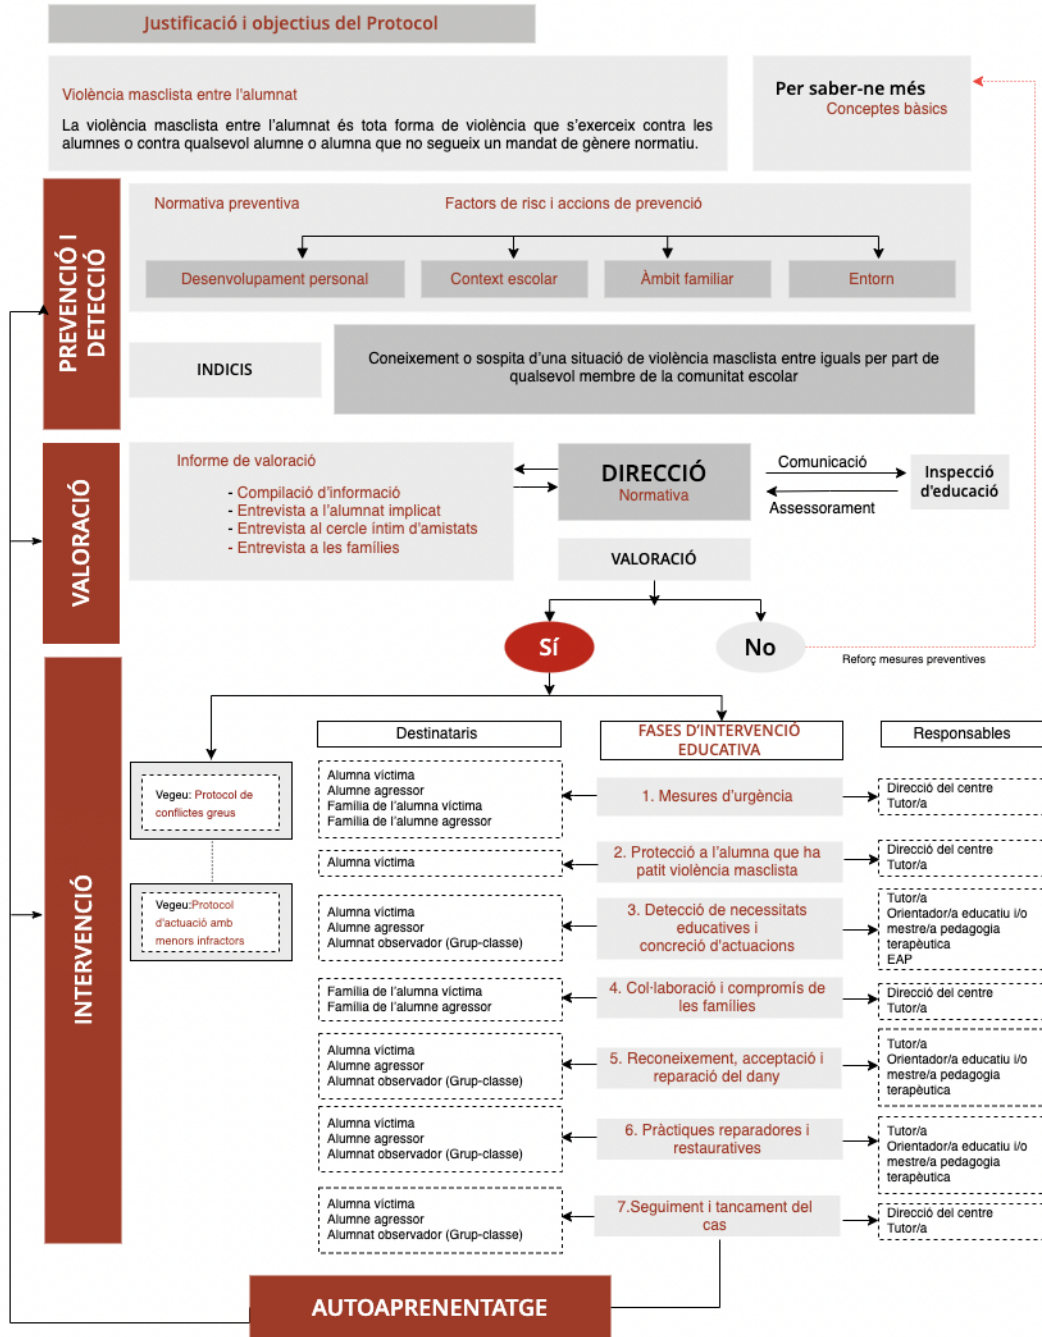 Justificació i objectius del Protocol
Violència masclista entre l'alumnat
La violència masclista entre l'alumnat és tota forma de violència que s'exerceix contra les
alumnes o contra qualsevol alumne o alumna que no segueix un mandat de gènere normatiu.
Per saber-ne més
Conceptes bàsics
PREVENCIÓ I
DETECCIÓ
Normativa preventiva
Factors de risc i accions de prevenció
Desenvolupament personal
Context escolar
Àmbit familiar
Entorn
INDICIS
Coneixement o sospita d'una situació de violència masclista entre iguals per part de
qualsevol membre de la comunitat escolar
VALORACIÓ
Informe de valoració
- Compilació d'informació
- Entrevista a l'alumnat implicat
- Entrevista al cercle íntim d'amistats
- Entrevista a les famílies
DIRECCIÓ
Normativa
Comunicació
Assessorament
Inspecció
d'educació
VALORACIÓ
Sí
No
Reforç mesures preventives
INTERVENCIÓ
Vegeu: Protocol de
conflictes greus
Vegeu:Protocol
d'actuació amb
menors infractors
Destinataris
FASES D'INTERVENCIÓ
EDUCATIVA
Responsables
Alumna víctima
Alumne agressor
Família de l'alumna víctima
Família de l'alumne agressor
1. Mesures d'urgència
Direcció del centre
Tutor/a
Alumna víctima
2. Protecció a l'alumna que ha
patit violència masclista
Direcció del centre
Tutor/a
Alumna víctima
Alumne agressor
Alumnat observador (Grup-classe)
3. Detecció de necessitats
educatives i
concreció d'actuacions
Tutor/a
Orientador/a educatiu i/o
mestre/a pedagogia
terapèutica
EAP
Família de l'alumna víctima
Família de l'alumne agressor
4. Col·laboració i compromís de
les famílies
Direcció del centre
Tutor/a
Alumna víctima
Alumne agressor
Alumnat observador (Grup-classe)
5. Reconeixement, acceptació i
reparació del dany
Tutor/a
Orientador/a educatiu i/o
mestre/a pedagogia
terapèutica
Alumna víctima
Alumne agressor
Alumnat observador (Grup-classe)
6. Pràctiques reparadores i
restauratives
Tutor/a
Orientador/a educatiu i/o
mestre/a pedagogia
terapèutica
Alumna víctima
Alumne agressor
Alumnat observador (Grup-classe)
7.Seguiment i tancament del
cas
Direcció del centre
Tutor/a
AUTOAPRENENTATGE